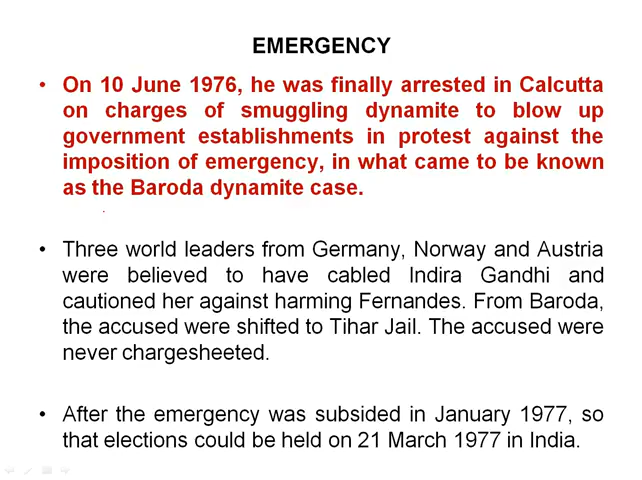 EMERGENCY
• On 10 June 1976, he was finally arrested in Calcutta
on charges of smuggling dynamite to blow up
government establishments in protest against the
imposition of emergency, in what came to be known
as the Baroda dynamite case.
• Three world leaders from Germany, Norway and Austria
were believed to have cabled Indira Gandhi and
cautioned her against harming Fernandes. From Baroda,
the accused were shifted to Tihar Jail. The accused were
never chargesheeted.
• After the emergency was subsided in January 1977, so
that elections could be held on 21 March 1977 in India.